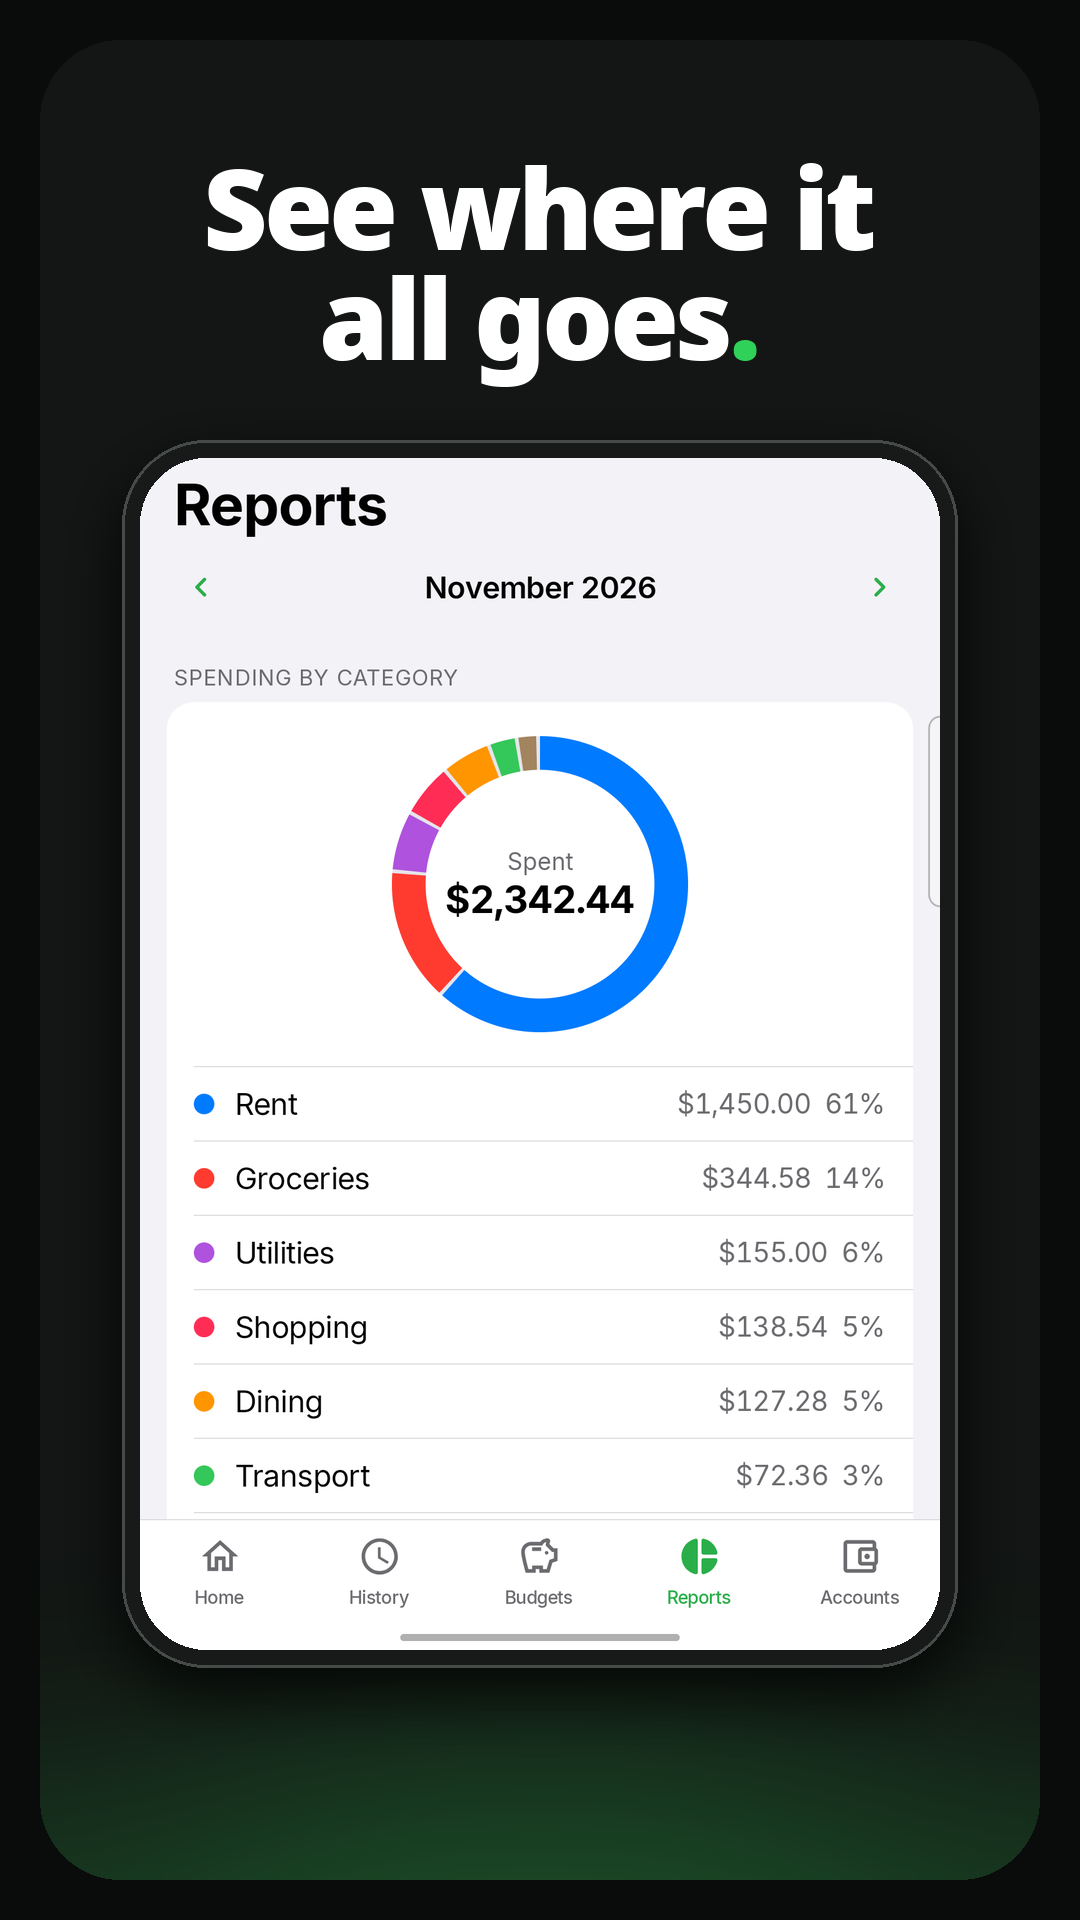 See where it
all goes.
Reports
November 2026
SPENDING BY CATEGORY
Spent
$2,342.44
Rent $1,450.00 61%
Groceries $344.58 14%
Utilities $155.00 6%
Shopping $138.54 5%
Dining $127.28 5%
Transport $72.36 3%
Home History Budgets Reports Accounts